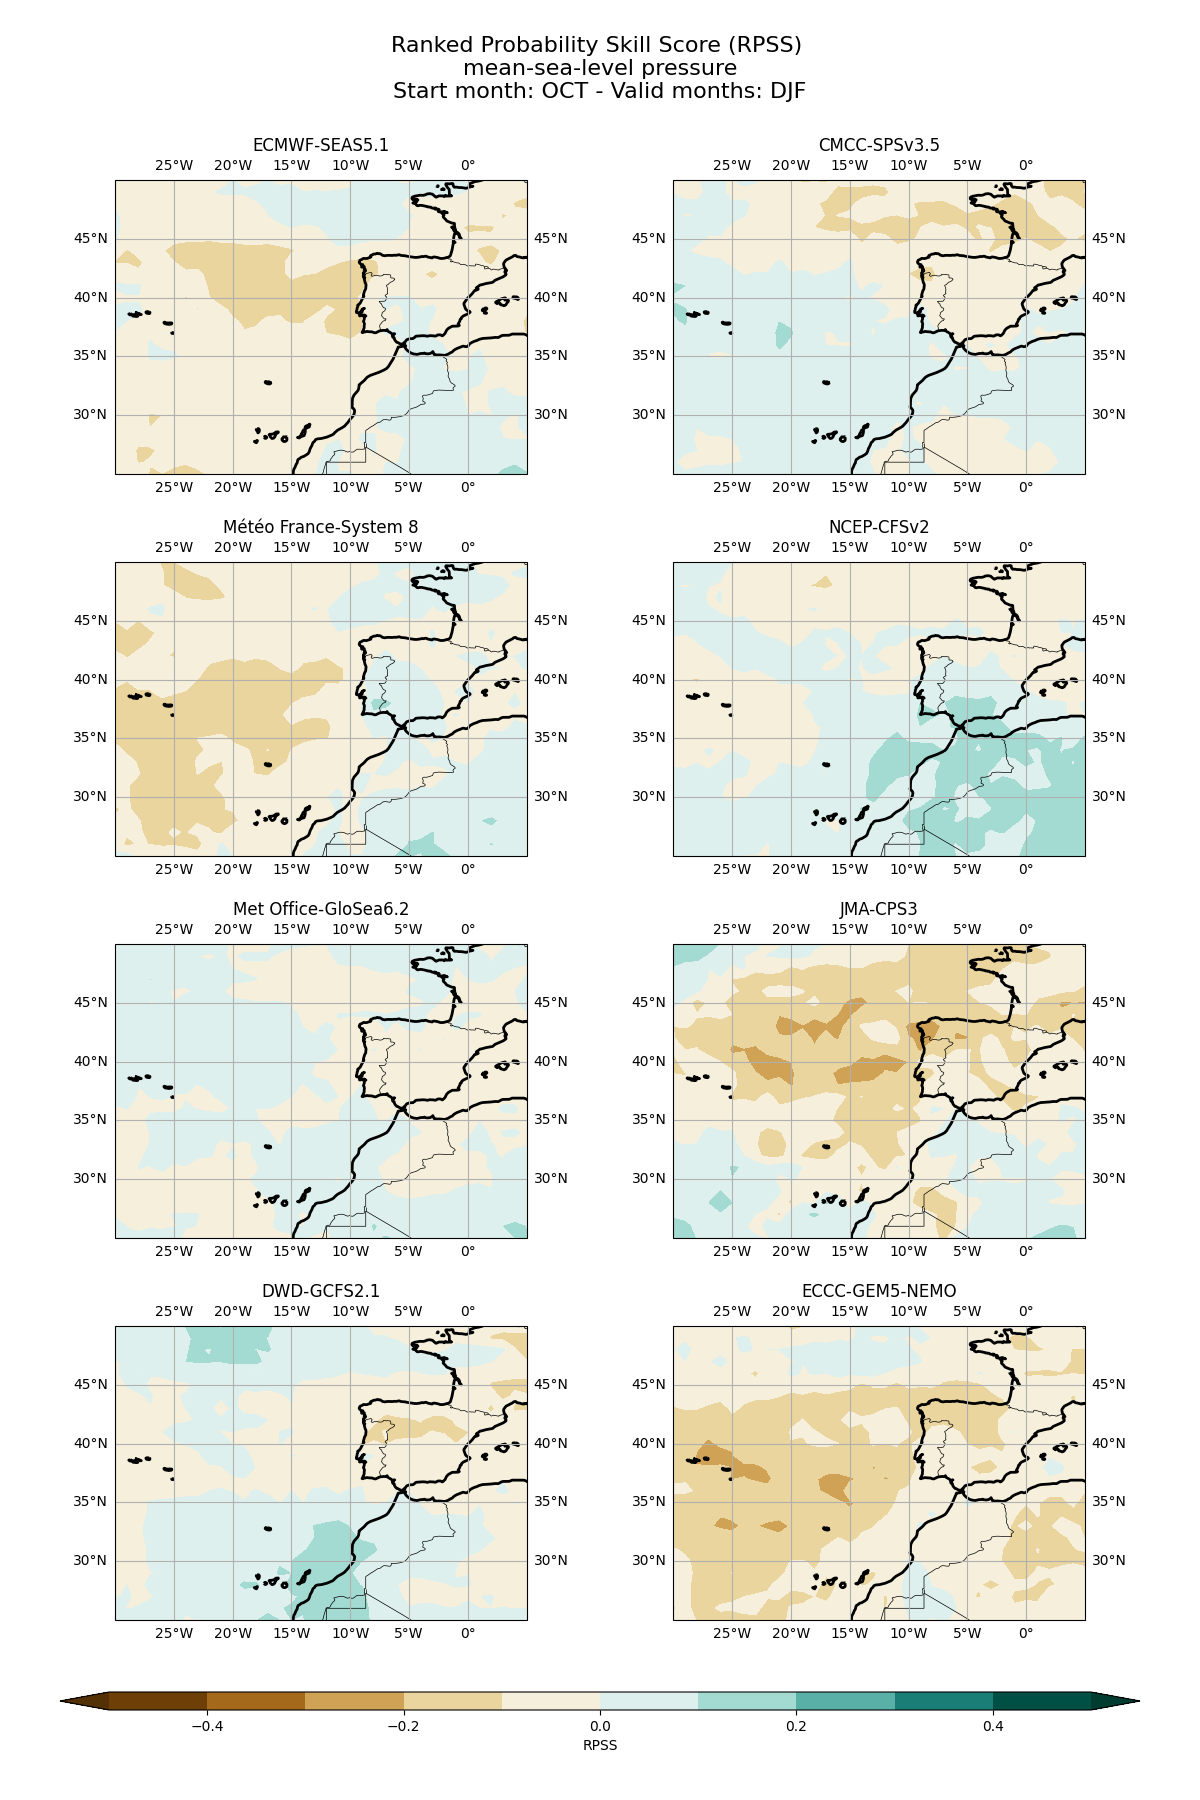 Ranked Probability Skill Score (RPSS)
mean-sea-level pressure
Start month: OCT - Valid months: DJF
ECMWF-SEAS5.1
25°W 20°W 15°W 10°W 5°W 0°
45°N 45°N
40°N 40°N
35°N 35°N
30°N 30°N
25°W 20°W 15°W 10°W 5°W 0°
CMCC-SPSv3.5
25°W 20°W 15°W 10°W 5°W 0°
45°N 45°N
40°N 40°N
35°N 35°N
30°N 30°N
25°W 20°W 15°W 10°W 5°W 0°
Météo France-System 8
25°W 20°W 15°W 10°W 5°W 0°
45°N 45°N
40°N 40°N
35°N 35°N
30°N 30°N
25°W 20°W 15°W 10°W 5°W 0°
NCEP-CFSv2
25°W 20°W 15°W 10°W 5°W 0°
45°N 45°N
40°N 40°N
35°N 35°N
30°N 30°N
25°W 20°W 15°W 10°W 5°W 0°
Met Office-GloSea6.2
25°W 20°W 15°W 10°W 5°W 0°
45°N 45°N
40°N 40°N
35°N 35°N
30°N 30°N
25°W 20°W 15°W 10°W 5°W 0°
JMA-CPS3
25°W 20°W 15°W 10°W 5°W 0°
45°N 45°N
40°N 40°N
35°N 35°N
30°N 30°N
25°W 20°W 15°W 10°W 5°W 0°
DWD-GCFS2.1
25°W 20°W 15°W 10°W 5°W 0°
45°N 45°N
40°N 40°N
35°N 35°N
30°N 30°N
25°W 20°W 15°W 10°W 5°W 0°
ECCC-GEM5-NEMO
25°W 20°W 15°W 10°W 5°W 0°
45°N 45°N
40°N 40°N
35°N 35°N
30°N 30°N
25°W 20°W 15°W 10°W 5°W 0°
−0.4 −0.2 0.0 0.2 0.4
RPSS